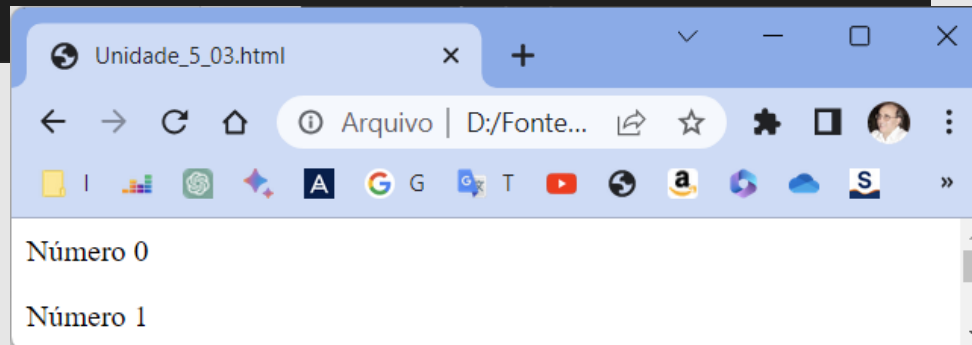 Unidade_5_03.html
Arquivo | D:/Fonte...
I G G T a S »
A
Número 0
Número 1